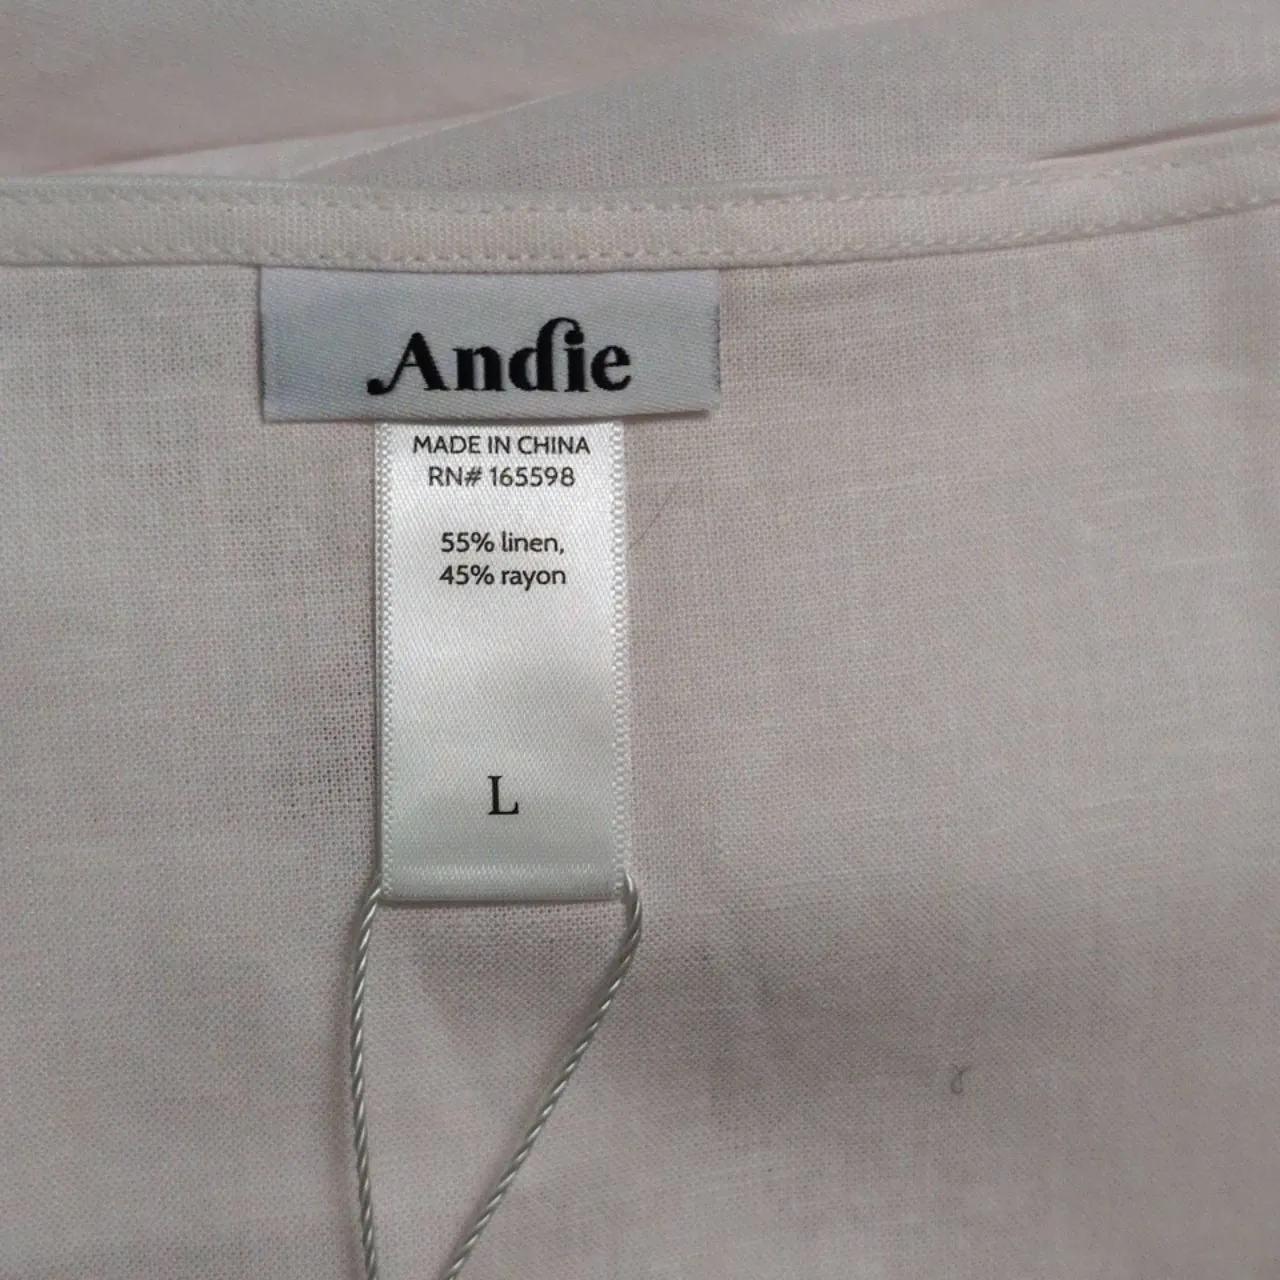 Andie
MADE IN CHINA
RN# 165598
55% linen,
45% rayon
L